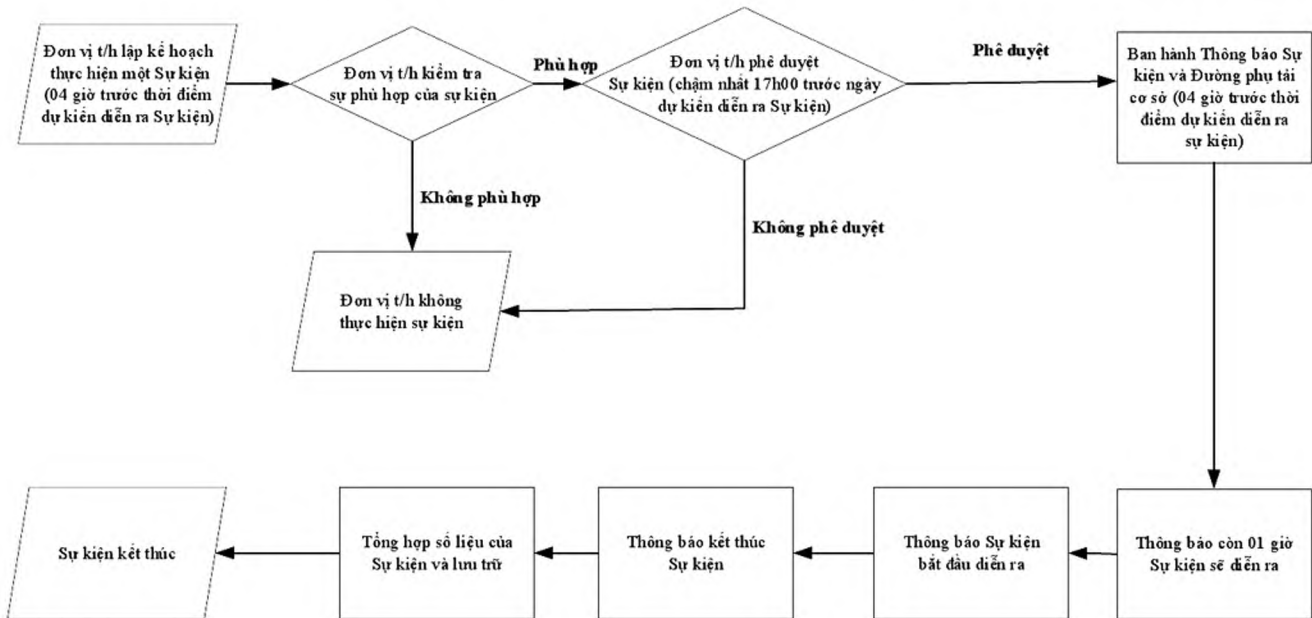 Đơn vị t/h lập kế hoạch
thực hiện một Sự kiện
(04 giờ trước thời điểm
dự kiến diễn ra Sự kiện)
Đơn vị t/h kiểm tra
sự phù hợp của sự kiện
Phù hợp
Đơn vị t/h phê duyệt
Sự kiện (chậm nhất 17h00 trước ngày
dự kiến diễn ra Sự kiện)
Phê duyệt
Ban hành Thông báo Sự
kiện và Đường phụ tải
cơ sở (04 giờ trước thời
điểm dự kiến diễn ra
sự kiện)
Không phù hợp
Không phê duyệt
Đơn vị t/h không
thực hiện sự kiện
Sự kiện kết thúc
Tổng hợp số liệu của
Sự kiện và lưu trữ
Thông báo kết thúc
Sự kiện
Thông báo Sự kiện
bắt đầu diễn ra
Thông báo còn 01 giờ
Sự kiện sẽ diễn ra